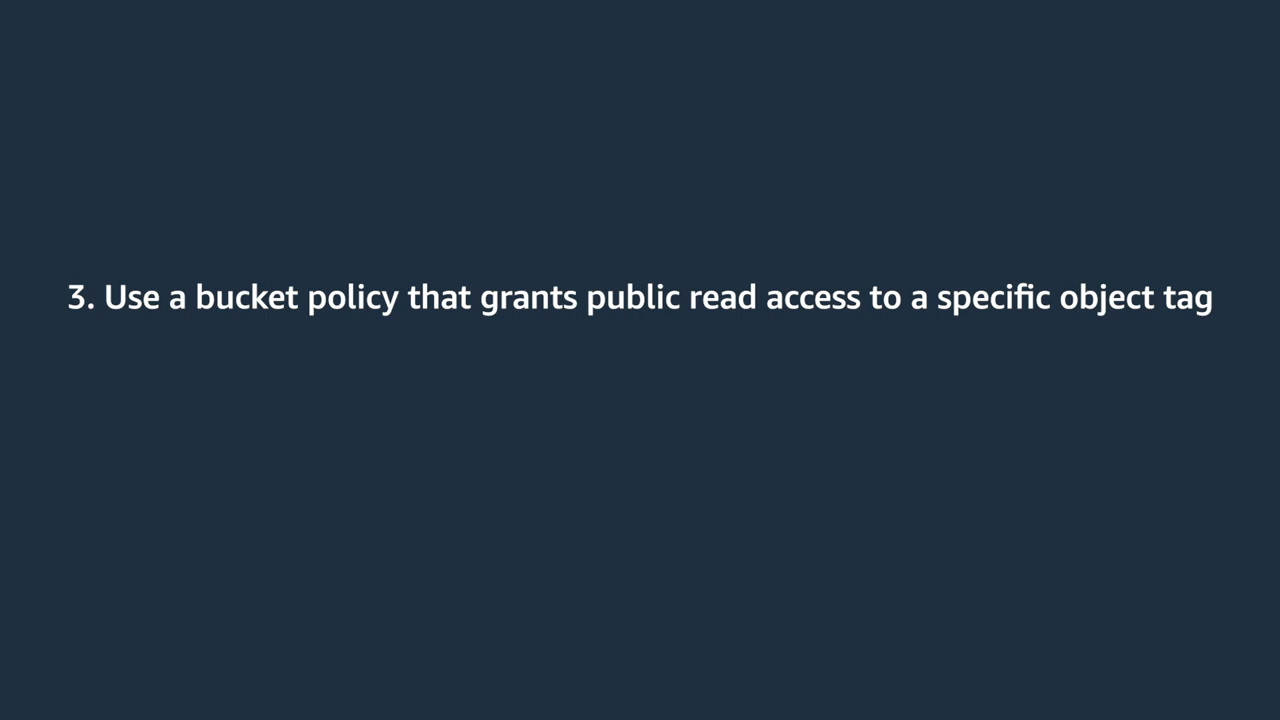 3. Use a bucket policy that grants public read access to a specific object tag